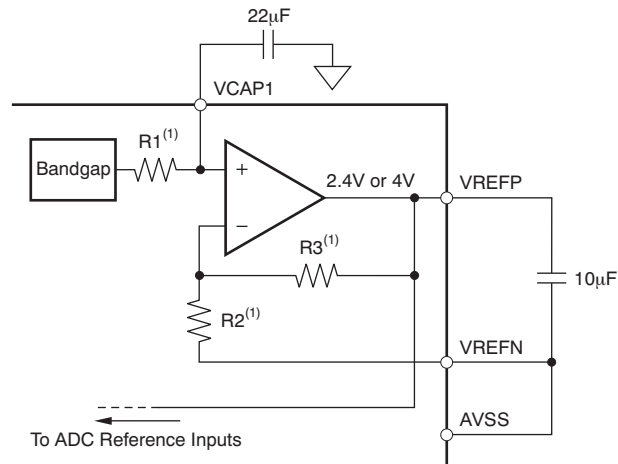 22μF
VCAP1
R1(1)
Bandgap
+
2.4V or 4V
VREFP
−
R3(1)
10μF
R2(1)
VREFN
AVSS
To ADC Reference Inputs